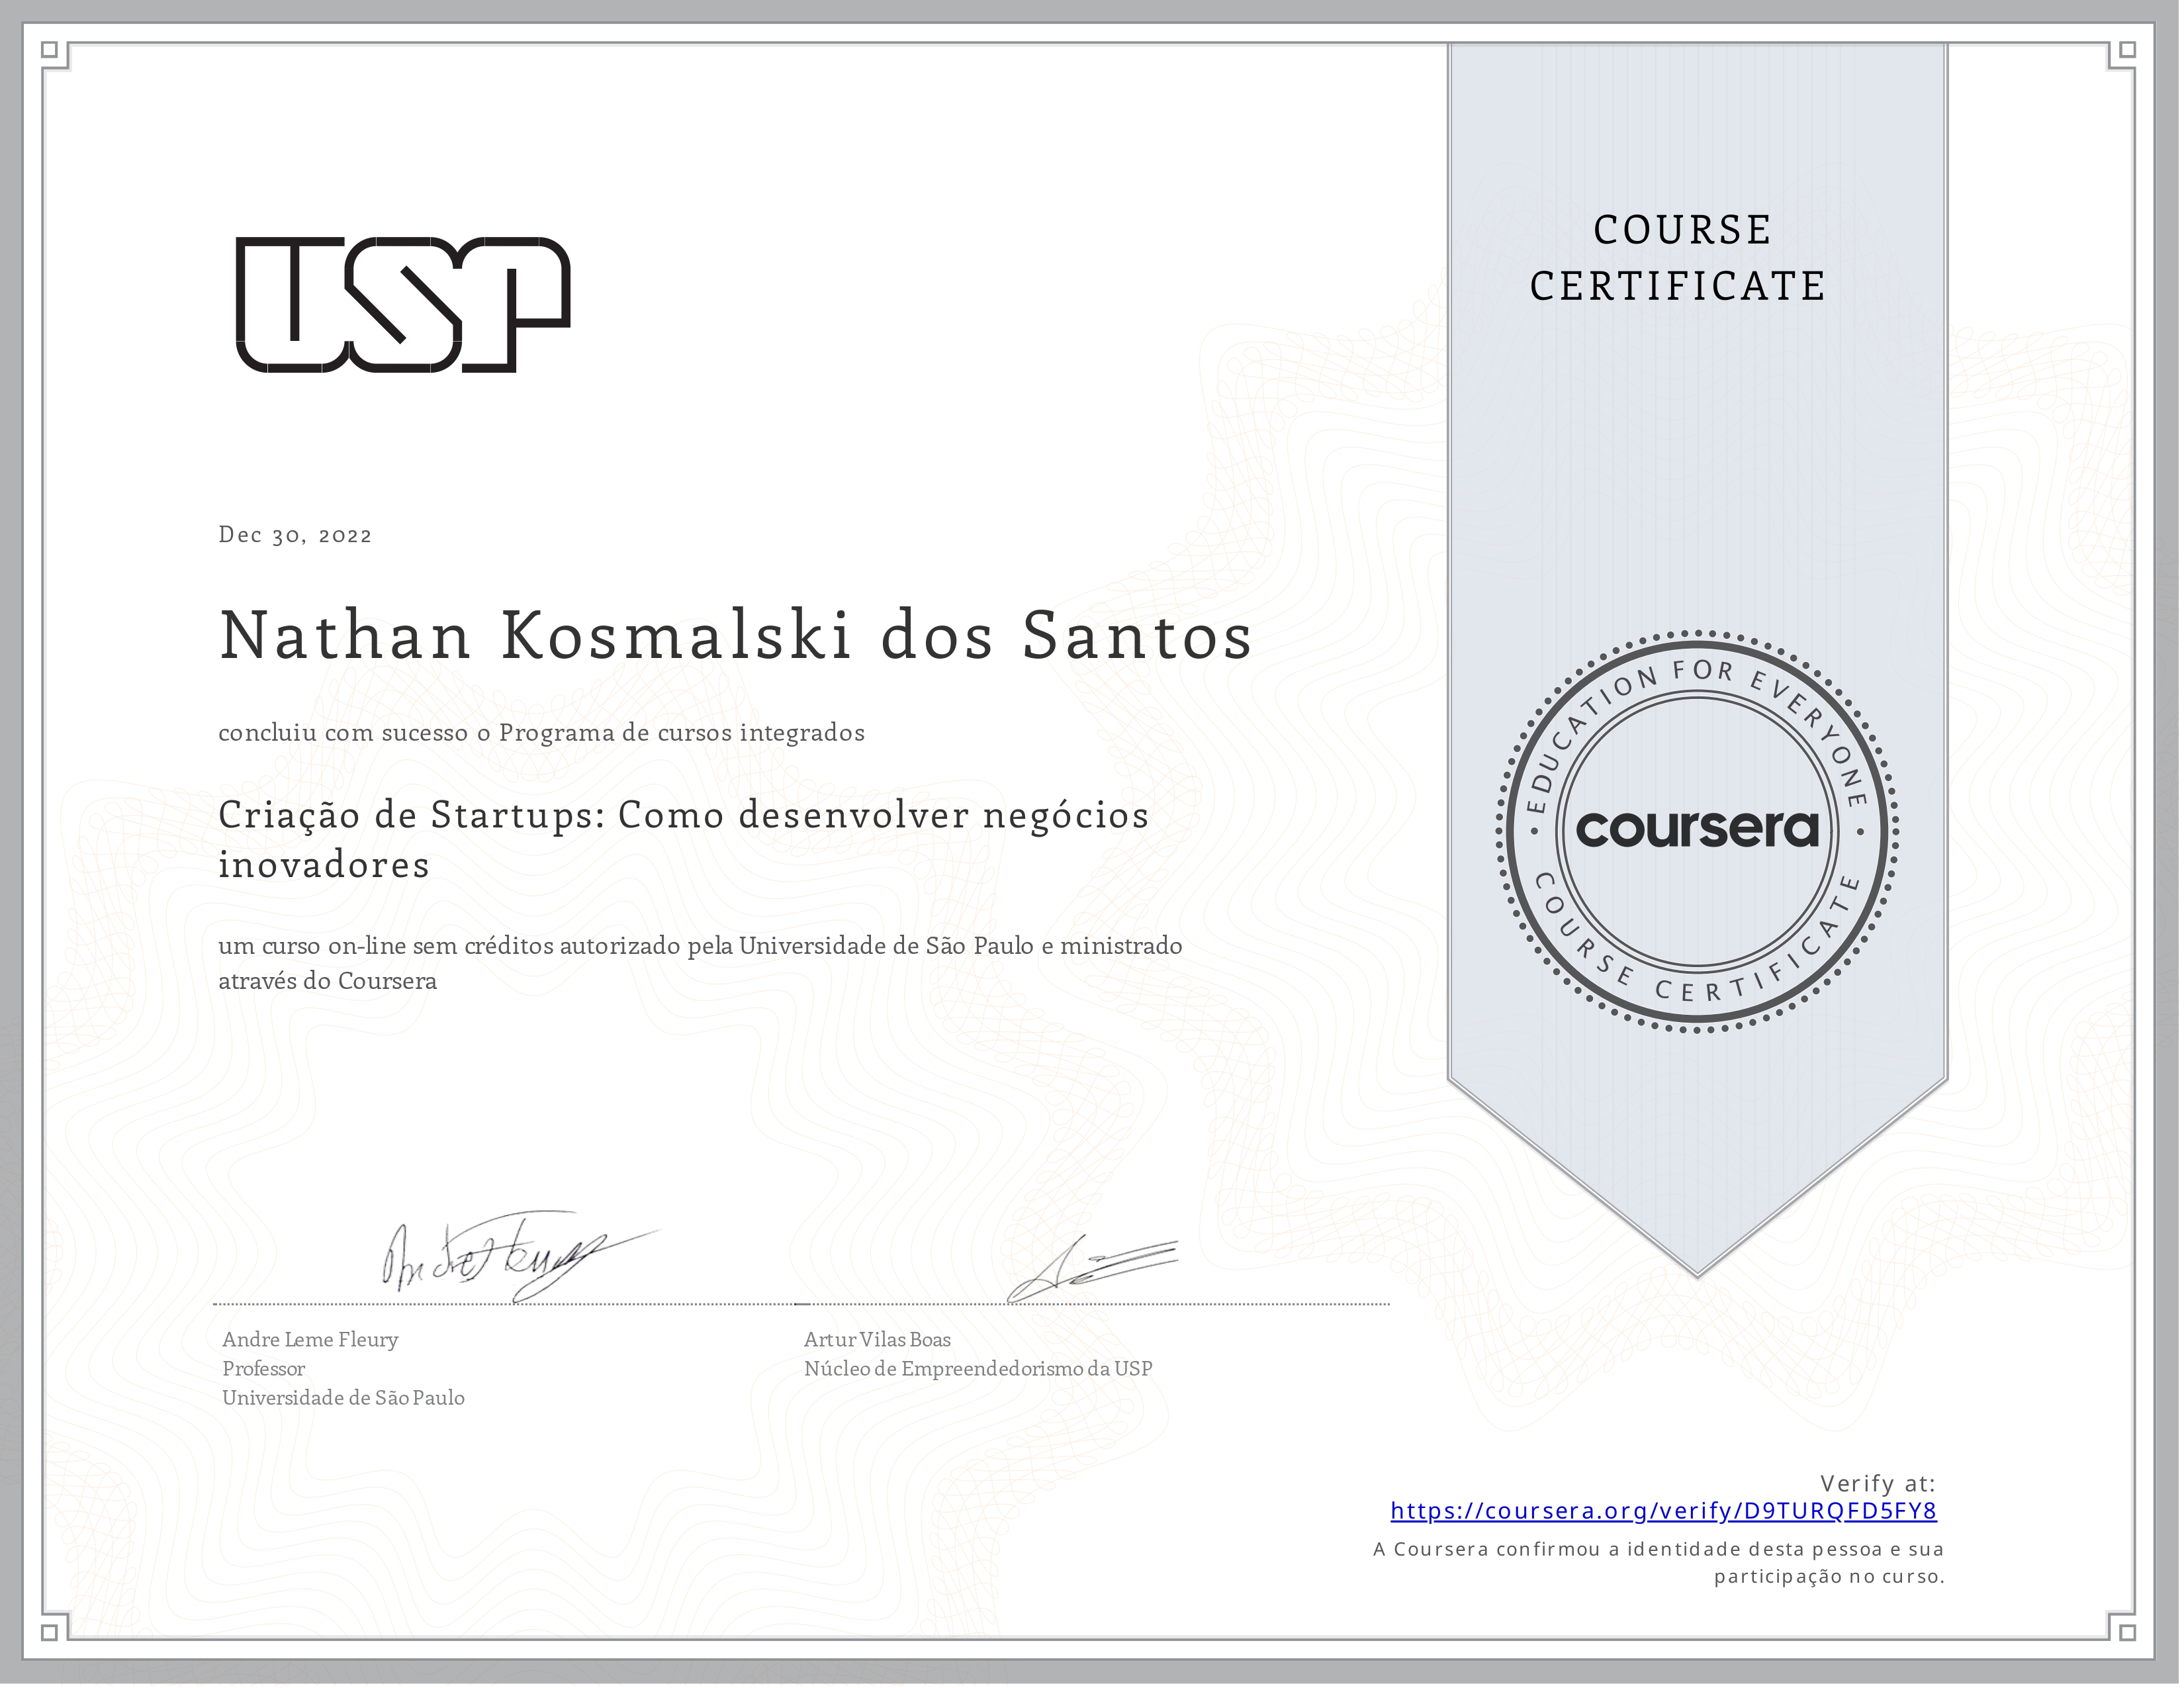 USP
COURSE
CERTIFICATE
Dec 30, 2022
Nathan Kosmalski dos Santos
concluiu com sucesso o Programa de cursos integrados
Criação de Startups: Como desenvolver negócios
inovadores
um curso on-line sem créditos autorizado pela Universidade de São Paulo e ministrado
através do Coursera
EDUCATION FOR EVERYONE
coursera
COURSE CERTIFICATE
Andre Leme Fleury
Professor
Universidade de São Paulo
Artur Vilas Boas
Núcleo de Empreendedorismo da USP
Verify at:
https://coursera.org/verify/D9TURQFD5FY8
A Coursera confirmou a identidade desta pessoa e sua
participação no curso.